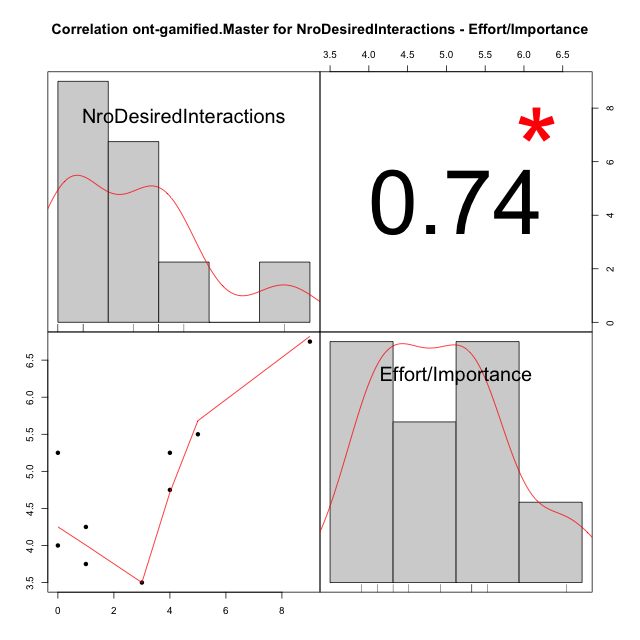 Correlation ont-gamified.Master for NroDesiredInteractions - Effort/Importance
3.5 4.0 4.5 5.0 5.5 6.0 6.5
NroDesiredInteractions
*
0.74
8
6
4
2
0
Effort/Importance
6.5
6.0
5.5
5.0
4.5
4.0
3.5
0 2 4 6 8